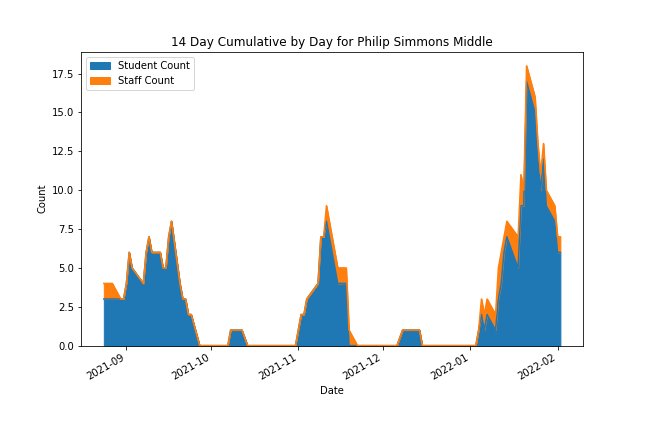 14 Day Cumulative by Day for Philip Simmons Middle
Student Count
Staff Count
17.5
15.0
12.5
10.0
7.5
5.0
2.5
0.0
Count
2021-09
2021-10
2021-11
2021-12
2022-01
2022-02
Date